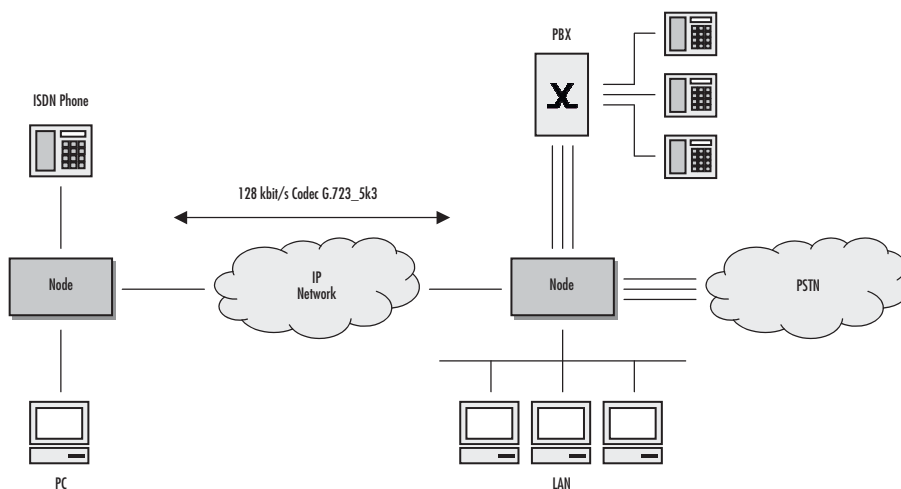 PBX
ISDN Phone
128 kbit/s Codec G.723_5k3
Node
IP
Network
Node
PSTN
PC
LAN